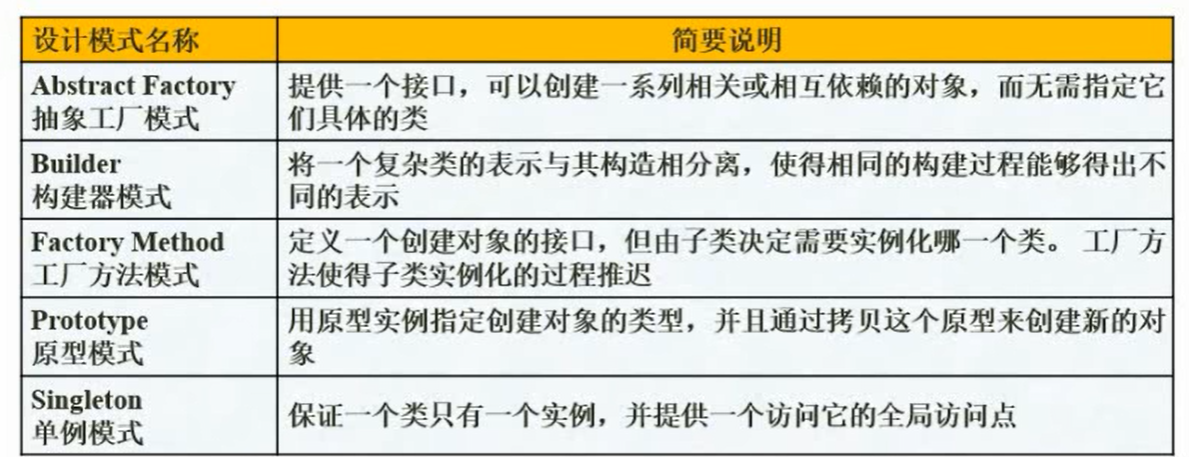 设计模式名称
简要说明
Abstract Factory
抽象工厂模式
提供一个接口，可以创建一系列相关或相互依赖的对象，而无需指定它
们具体的类
Builder
构建器模式
将一个复杂类的表示与其构造相分离，使得相同的构建过程能够得出不
同的表示
Factory Method
工厂方法模式
定义一个创建对象的接口，但由子类决定需要实例化哪一个类。 工厂方
法使得子类实例化的过程推迟
Prototype
原型模式
用原型实例指定创建对象的类型，并且通过拷贝这个原型来创建新的对
象
Singleton
单例模式
保证一个类只有一个实例，并提供一个访问它的全局访问点